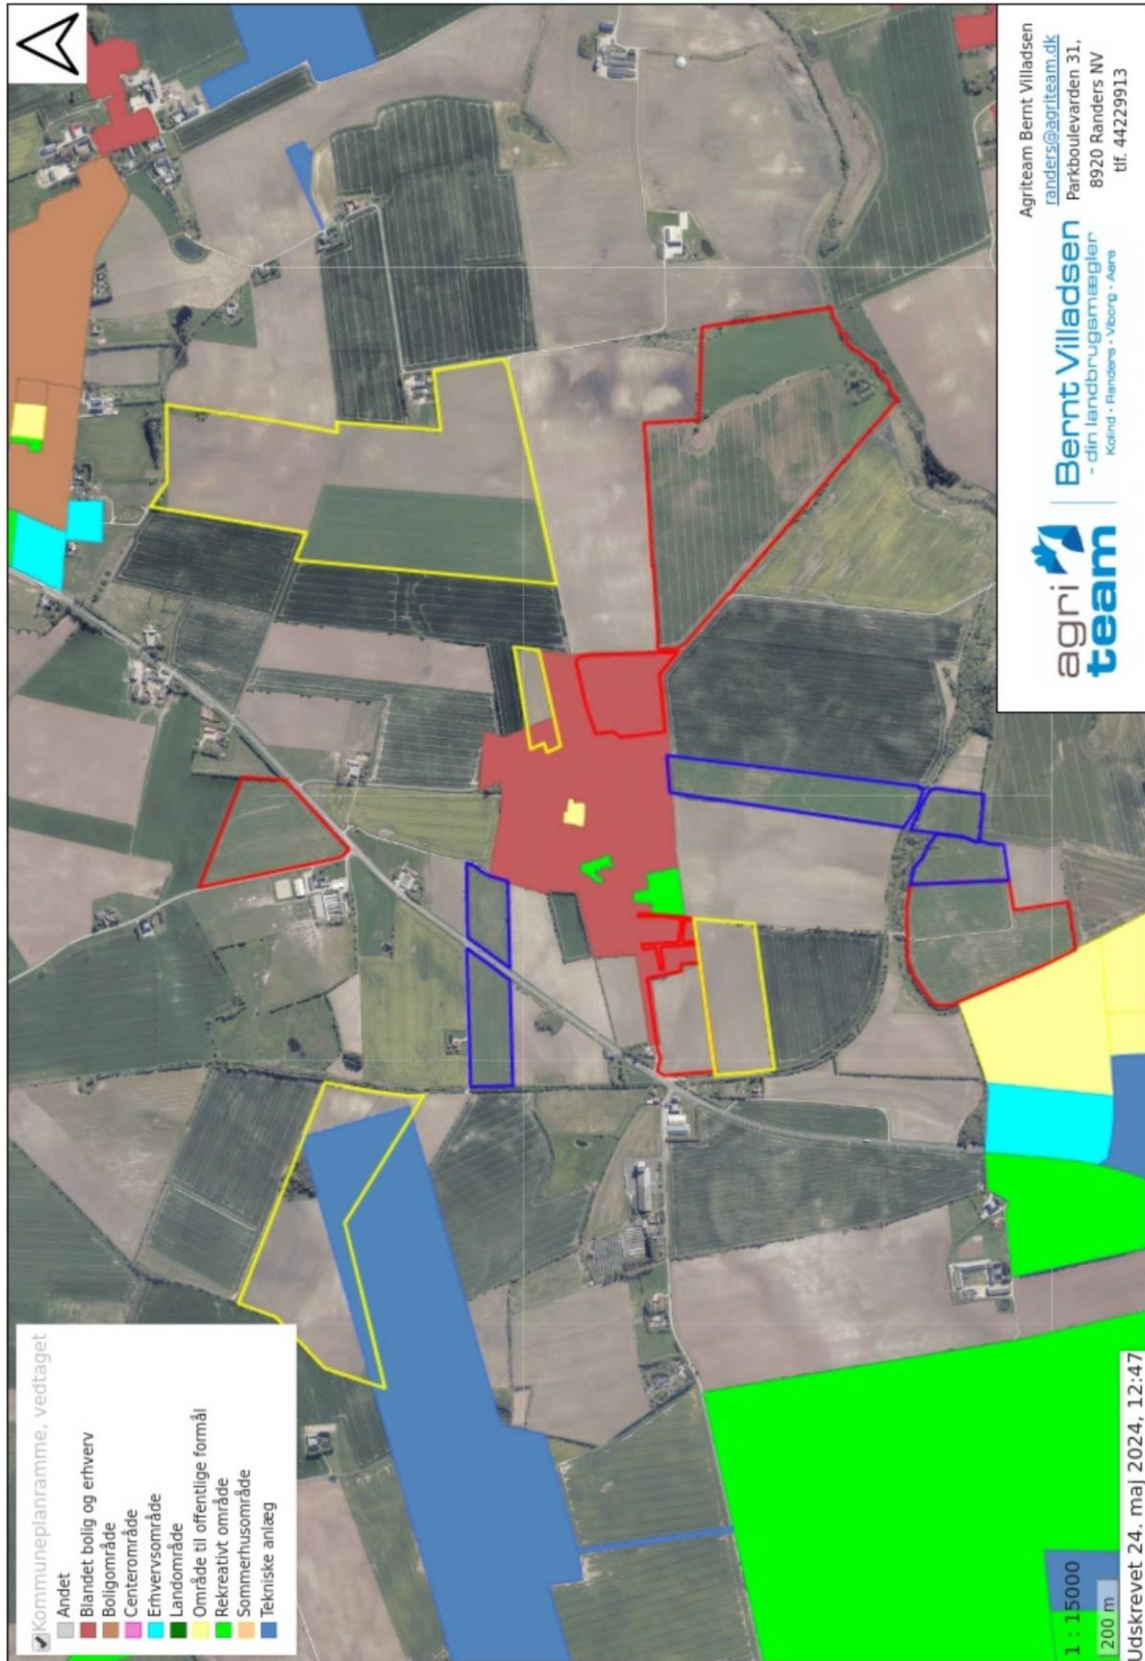 Kommuneplanramme, vedtaget
Andet
Blandet bolig og erhverv
Boligområde
Centerområde
Erhvervsområde
Landområde
Område til offentlige formål
Rekreativt område
Sommerhusområde
Tekniske anlæg
1 : 15000
200 m
Udskrevet 24. maj 2024, 12:47
agri
team
Bernt Villadsen
- din landbrugsmægler
Kolind · Randers · Viborg · Aars
Agriteam Bernt Villadsen
randers@agriteam.dk
Parkboulevarden 31,
8920 Randers NV
tlf. 44229913